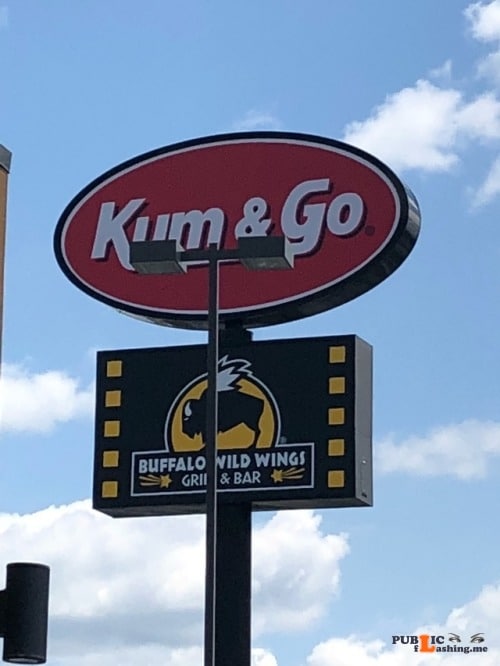 Kum & Go
BUFFALO WILD WINGS
GRILL & BAR
PUBLIC
fLashing.me